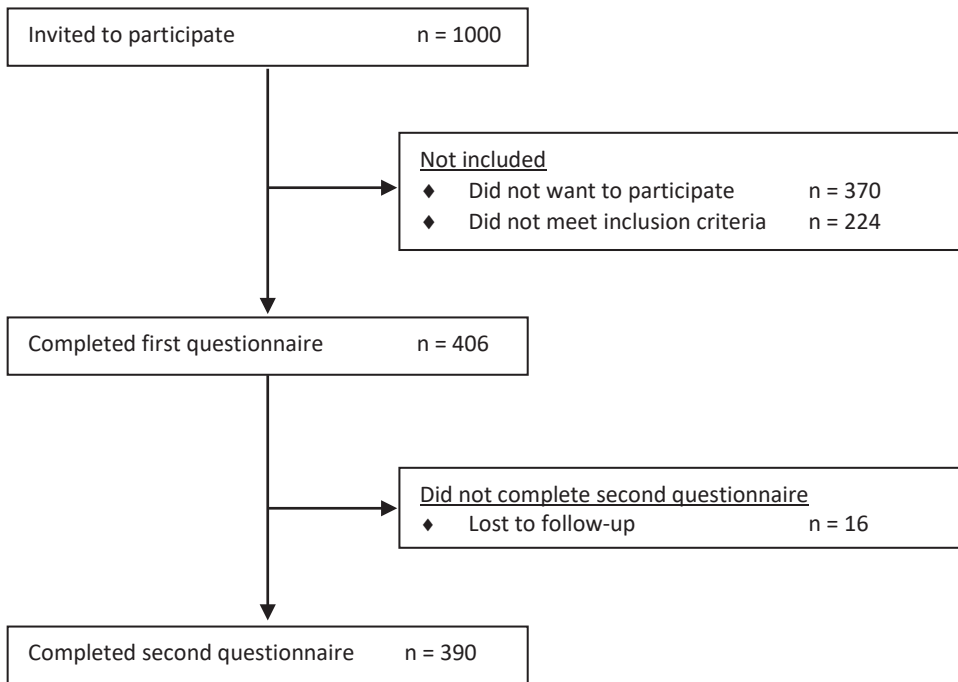 Invited to participate n = 1000
Not included
♦ Did not want to participate n = 370
♦ Did not meet inclusion criteria n = 224
Completed first questionnaire n = 406
Did not complete second questionnaire
♦ Lost to follow-up n = 16
Completed second questionnaire n = 390